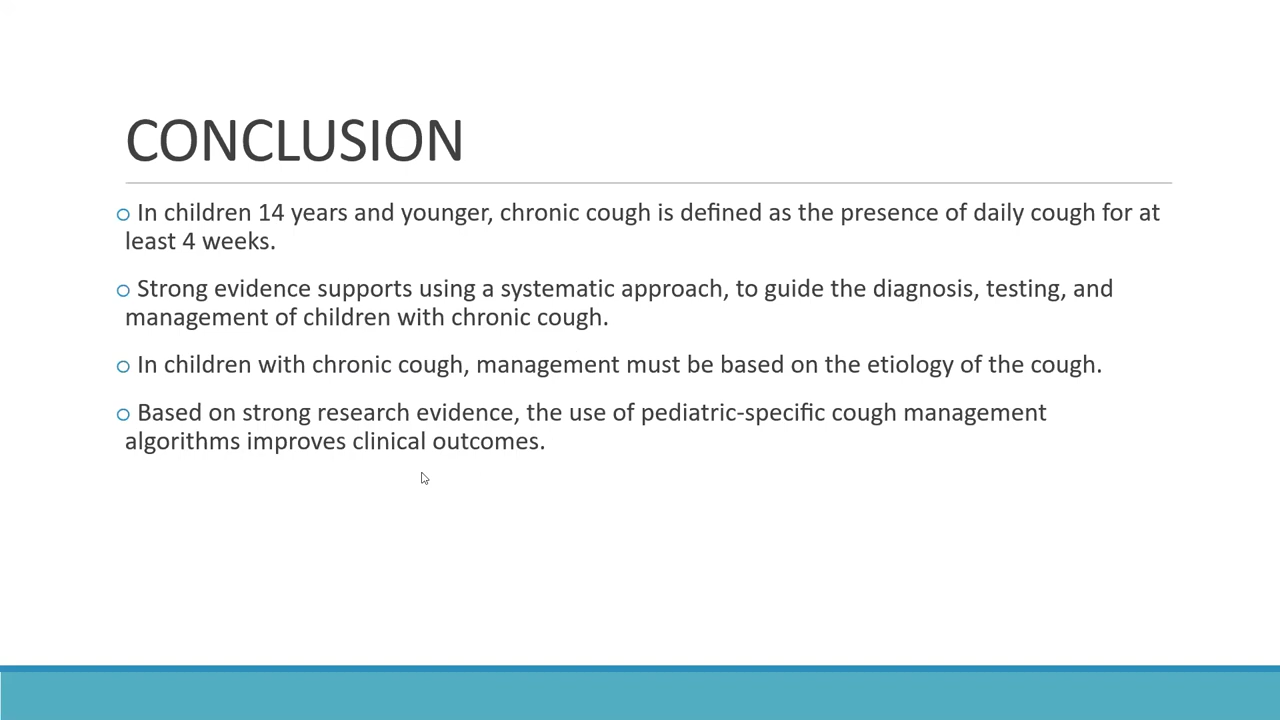 CONCLUSION
o In children 14 years and younger, chronic cough is defined as the presence of daily cough for at
least 4 weeks.
o Strong evidence supports using a systematic approach, to guide the diagnosis, testing, and
management of children with chronic cough.
o In children with chronic cough, management must be based on the etiology of the cough.
o Based on strong research evidence, the use of pediatric-specific cough management
algorithms improves clinical outcomes.